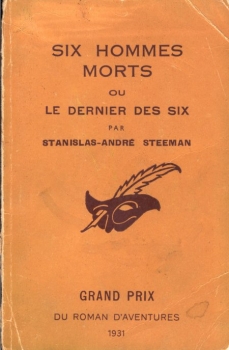 SIX HOMMES
MORTS
OU
LE DERNIER DES SIX
PAR
STANISLAS-ANDRÉ STEEMAN
GRAND PRIX
DU ROMAN D'AVENTURES
1931